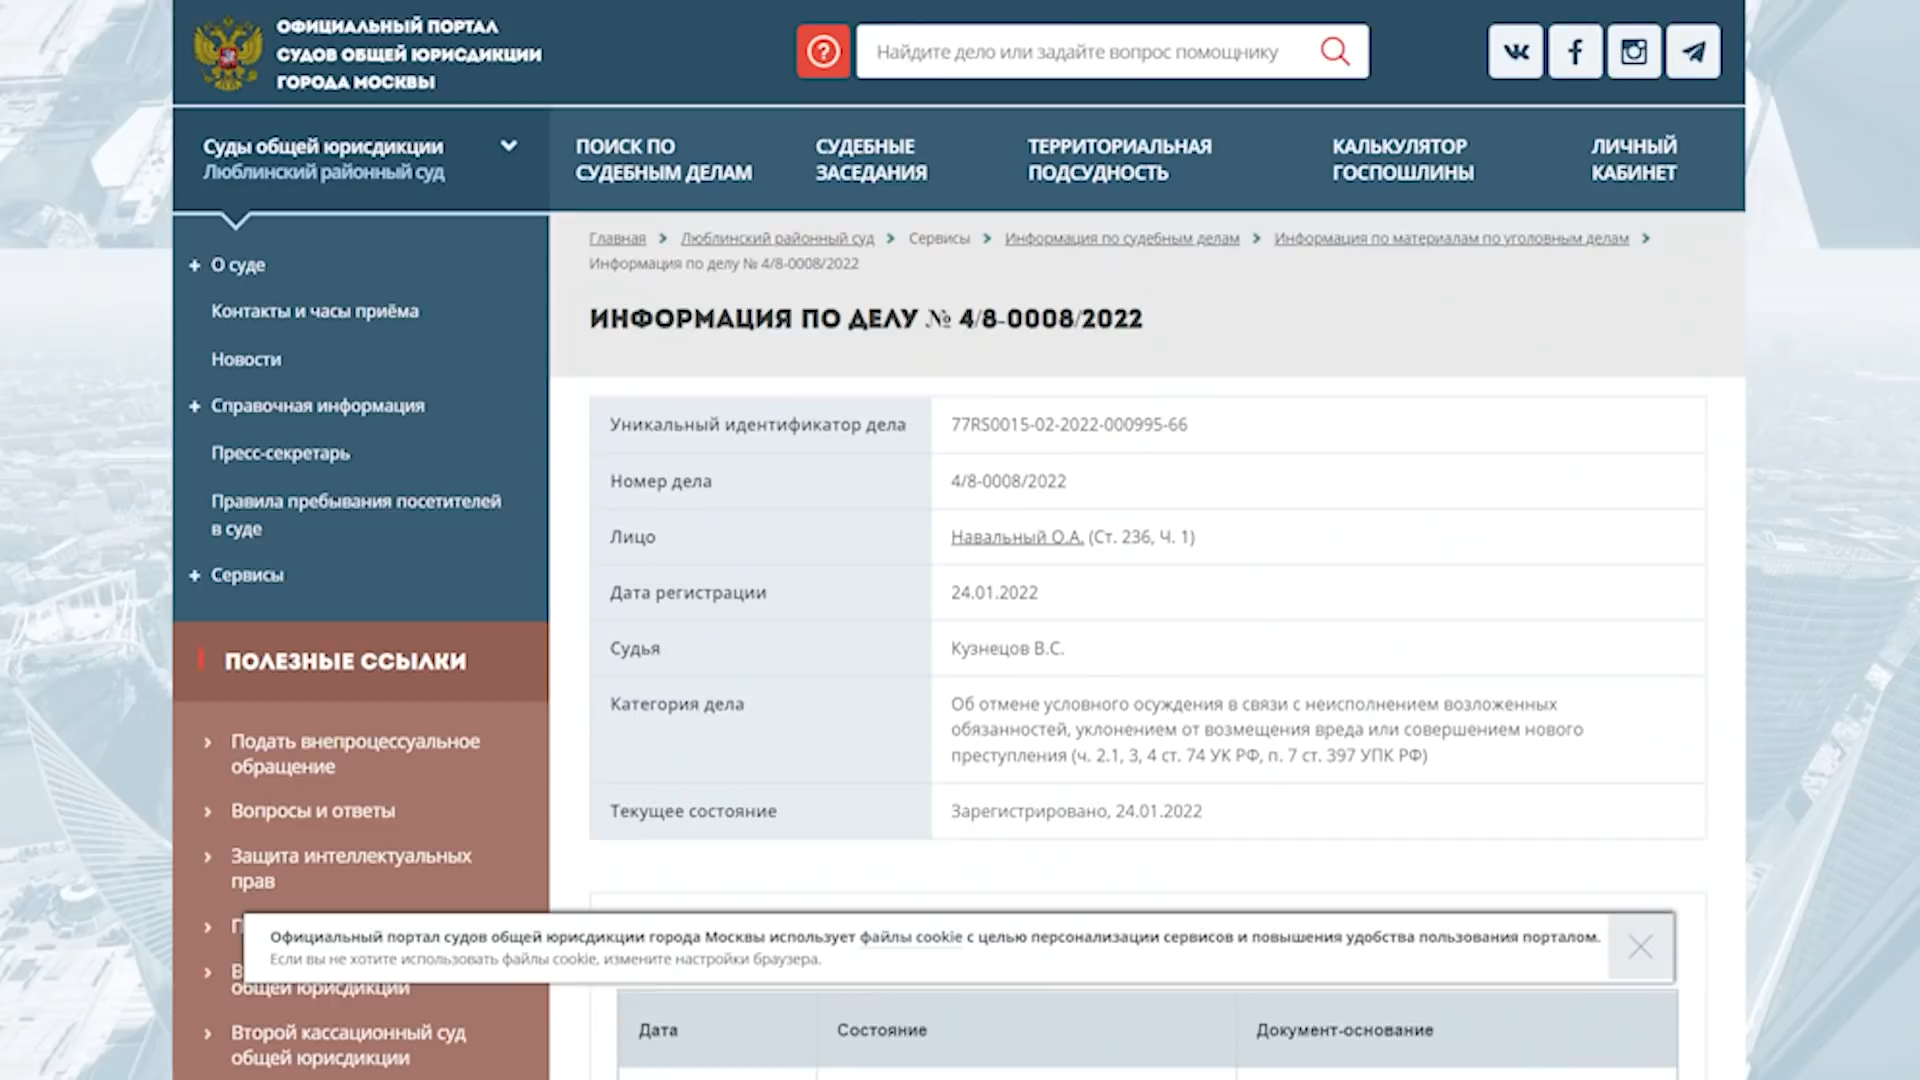 ОФИЦИАЛЬНЫЙ ПОРТАЛ
СУДОВ ОБЩЕЙ ЮРИСДИКЦИИ
ГОРОДА МОСКВЫ
Найдите дело или задайте вопрос помощнику
Суды общей юрисдикции
Люблинский районный суд
ПОИСК ПО
СУДЕБНЫМ ДЕЛАМ
СУДЕБНЫЕ
ЗАСЕДАНИЯ
ТЕРРИТОРИАЛЬНАЯ
ПОДСУДНОСТЬ
КАЛЬКУЛЯТОР
ГОСПОШЛИНЫ
ЛИЧНЫЙ
КАБИНЕТ
+ О суде
Контакты и часы приёма
Новости
+ Справочная информация
Пресс-секретарь
Правила пребывания посетителей
в суде
+ Сервисы
ПОЛЕЗНЫЕ ССЫЛКИ
Подать внепроцессуальное
обращение
Вопросы и ответы
Защита интеллектуальных
прав
общей юрисдикции
Второй кассационный суд
общей юрисдикции
Главная > Люблинский районный суд > Сервисы > Информация по судебным делам > Информация по материалам по уголовным делам >
Информация по делу № 4/8-0008/2022
ИНФОРМАЦИЯ ПО ДЕЛУ № 4/8-0008/2022
Уникальный идентификатор дела 77RS0015-02-2022-000995-66
Номер дела 4/8-0008/2022
Лицо Навальный О.А. (Ст. 236, Ч. 1)
Дата регистрации 24.01.2022
Судья Кузнецов В.С.
Категория дела Об отмене условного осуждения в связи с неисполнением возложенных
обязанностей, уклонением от возмещения вреда или совершением нового
преступления (ч. 2.1, 3, 4 ст. 74 УК РФ, п. 7 ст. 397 УПК РФ)
Текущее состояние Зарегистрировано, 24.01.2022
Официальный портал судов общей юрисдикции города Москвы использует файлы cookie с целью персонализации сервисов и повышения удобства пользования порталом.
Если вы не хотите использовать файлы cookie, измените настройки браузера.
Дата Состояние Документ-основание